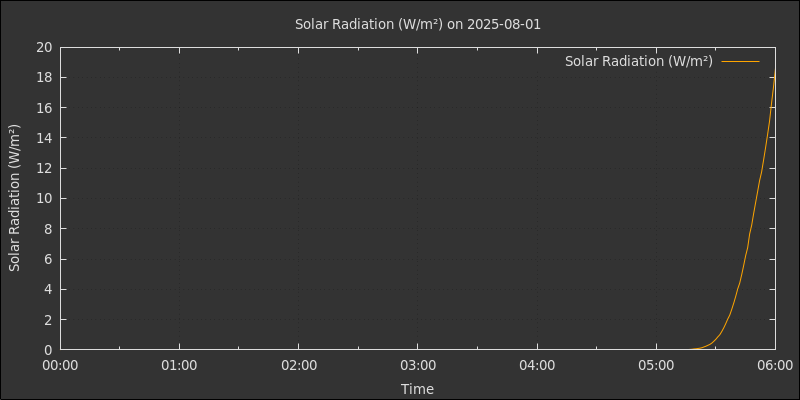 Solar Radiation (W/m²) on 2025-08-01
Solar Radiation (W/m²)
Solar Radiation (W/m²)
20
18
16
14
12
10
8
6
4
2
0
00:00 01:00 02:00 03:00 04:00 05:00 06:00
Time